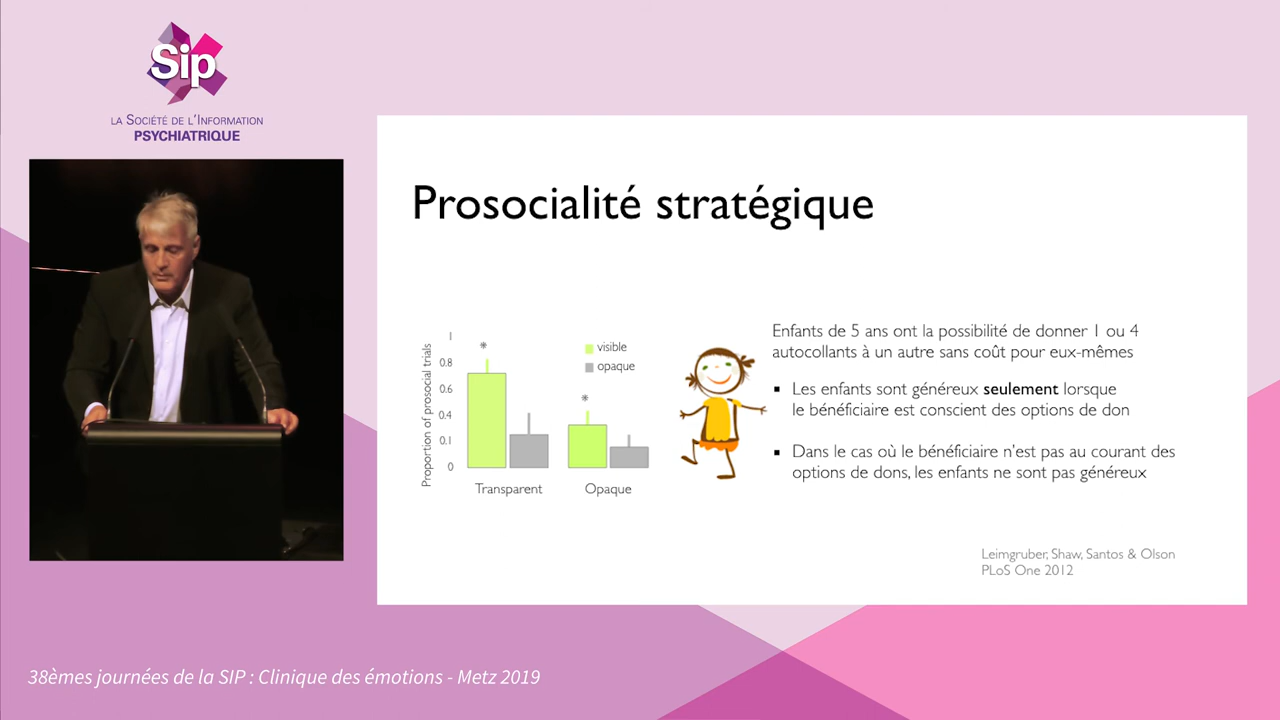 Sip
LA SOCIÉTÉ DE L'INFORMATION
PSYCHIATRIQUE
Prosocialité stratégique
Proportion of prosocial trials
1
0.8
0.6
0.4
0.1
0
*
*
visible
opaque
Transparent
Opaque
Enfants de 5 ans ont la possibilité de donner 1 ou 4
autocollants à un autre sans coût pour eux-mêmes
▪ Les enfants sont généreux seulement lorsque
le bénéficiaire est conscient des options de don
▪ Dans le cas où le bénéficiaire n'est pas au courant des
options de dons, les enfants ne sont pas généreux
Leimgruber, Shaw, Santos & Olson
PLoS One 2012
38èmes journées de la SIP : Clinique des émotions - Metz 2019